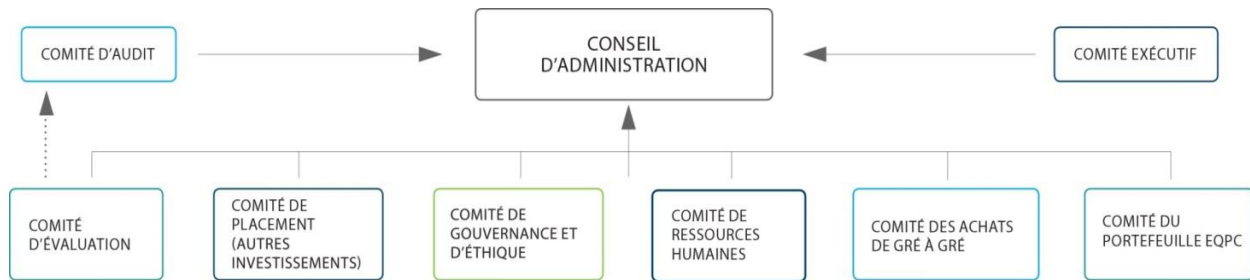 COMITÉ D'AUDIT
CONSEIL
D'ADMINISTRATION
COMITÉ EXÉCUTIF
COMITÉ
D'ÉVALUATION
COMITÉ DE
PLACEMENT
(AUTRES
INVESTISSEMENTS)
COMITÉ DE
GOUVERNANCE ET
D'ÉTHIQUE
COMITÉ DE
RESSOURCES
HUMAINES
COMITÉ DES ACHATS
DE GRÉ À GRÉ
COMITÉ DU
PORTEFEUILLE EQPC